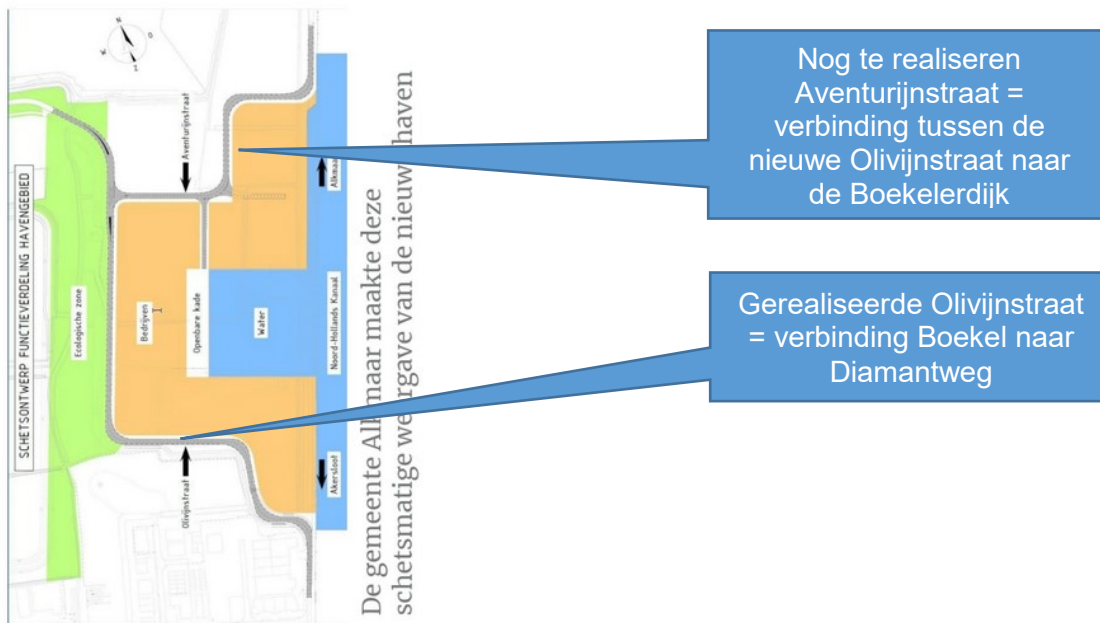 SCHETSONTWERP FUNCTIEVERDELING HAVENGEBIED
N
O
Z
Aventurijnstraat
Ecologische zone
Bedrijven
Openbare kade
Water
Noord-Hollands Kanaal
Alkmaa
Akersloot
Olivijnstraat
De gemeente Alkmaar maakte deze
schetsmatige weergave van de nieuwe haven
Nog te realiseren
Aventurijnstraat =
verbinding tussen de
nieuwe Olivijnstraat naar
de Boekelerdijk
Gerealiseerde Olivijnstraat
= verbinding Boekel naar
Diamantweg